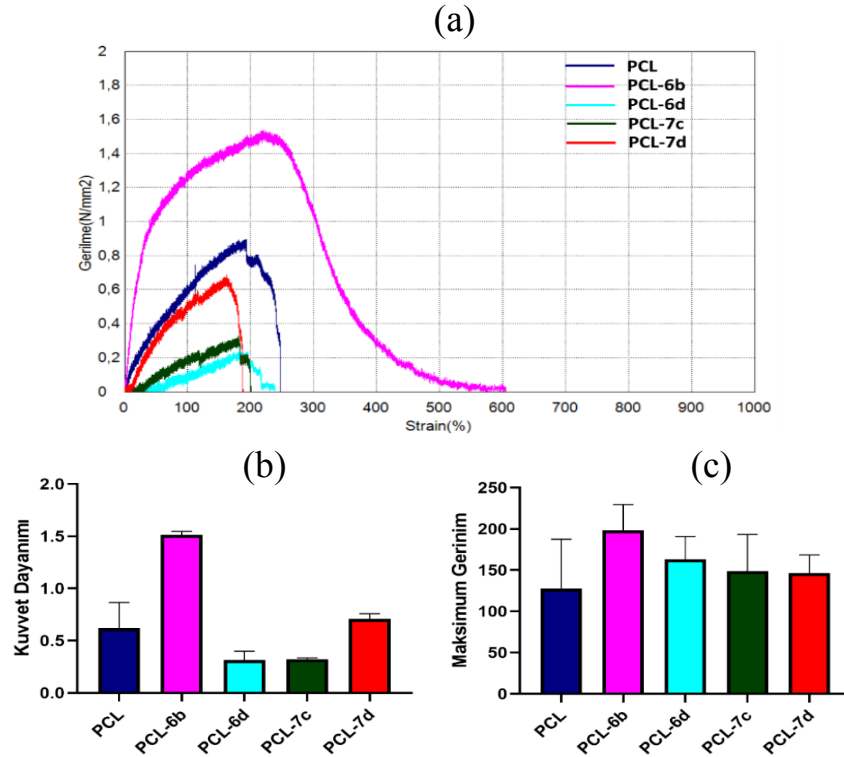 (a)
2
1,8
1,6
1,4
1,2
1
0,8
0,6
0,4
0,2
0
Gerilme(N/mm2)
0 100 200 300 400 500 600 700 800 900 1000
Strain(%)
PCL
PCL-6b
PCL-6d
PCL-7c
PCL-7d
(b)
Kuvvet Dayanımı
2.0
1.5
1.0
0.5
0.0
PCL
PCL-6b
PCL-6d
PCL-7c
PCL-7d
(c)
Maksimum Gerinim
250
200
150
100
50
0
PCL
PCL-6b
PCL-6d
PCL-7c
PCL-7d